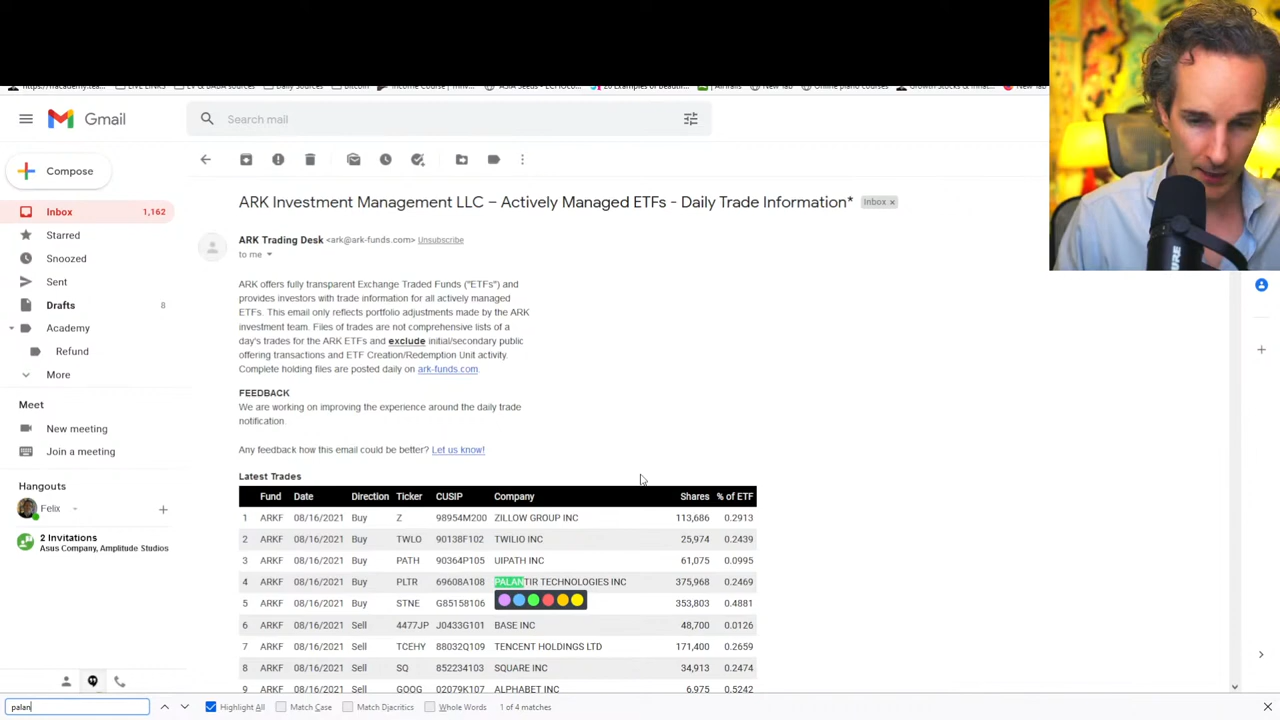 LIVE LINKS
Daily Sources
Bitcoin
New Tab
Online piano courses
New Tab
Gmail
Search mail
Compose
ARK Investment Management LLC – Actively Managed ETFs - Daily Trade Information*
Inbox x
Inbox 1,162
Starred
Snoozed
Sent
Drafts 8
Academy
Refund
More
Meet
New meeting
Join a meeting
Hangouts
Felix
2 Invitations
Asus Company, Amplitude Studios
ARK Trading Desk <ark@ark-funds.com> Unsubscribe
to me
ARK offers fully transparent Exchange Traded Funds ("ETFs") and
provides investors with trade information for all actively managed
ETFs. This email only reflects portfolio adjustments made by the ARK
investment team. Files of trades are not comprehensive lists of a
day's trades for the ARK ETFs and exclude initial/secondary public
offering transactions and ETF Creation/Redemption Unit activity.
Complete holding files are posted daily on ark-funds.com.
FEEDBACK
We are working on improving the experience around the daily trade
notification.
Any feedback how this email could be better? Let us know!
Latest Trades
Fund Date Direction Ticker CUSIP Company Shares % of ETF
1 ARKF 08/16/2021 Buy Z 98954M200 ZILLOW GROUP INC 113,686 0.2913
2 ARKF 08/16/2021 Buy TWLO 90138F102 TWILIO INC 25,974 0.2439
3 ARKF 08/16/2021 Buy PATH 90364P105 UIPATH INC 61,075 0.0995
4 ARKF 08/16/2021 Buy PLTR 69608A108 PALANTIR TECHNOLOGIES INC 375,968 0.2469
5 ARKF 08/16/2021 Buy STNE G85158106 353,803 0.4881
6 ARKF 08/16/2021 Sell 4477JP J0433G101 BASE INC 48,700 0.0126
7 ARKF 08/16/2021 Sell TCEHY 88032Q109 TENCENT HOLDINGS LTD 171,400 0.2659
8 ARKF 08/16/2021 Sell SQ 852234103 SQUARE INC 34,913 0.2474
9 ARKF 08/16/2021 Sell GOOG 02079K107 ALPHABET INC 6,975 0.5242
palan
Highlight All
Match Case
Match Diacritics
Whole Words
1 of 4 matches
SHURE